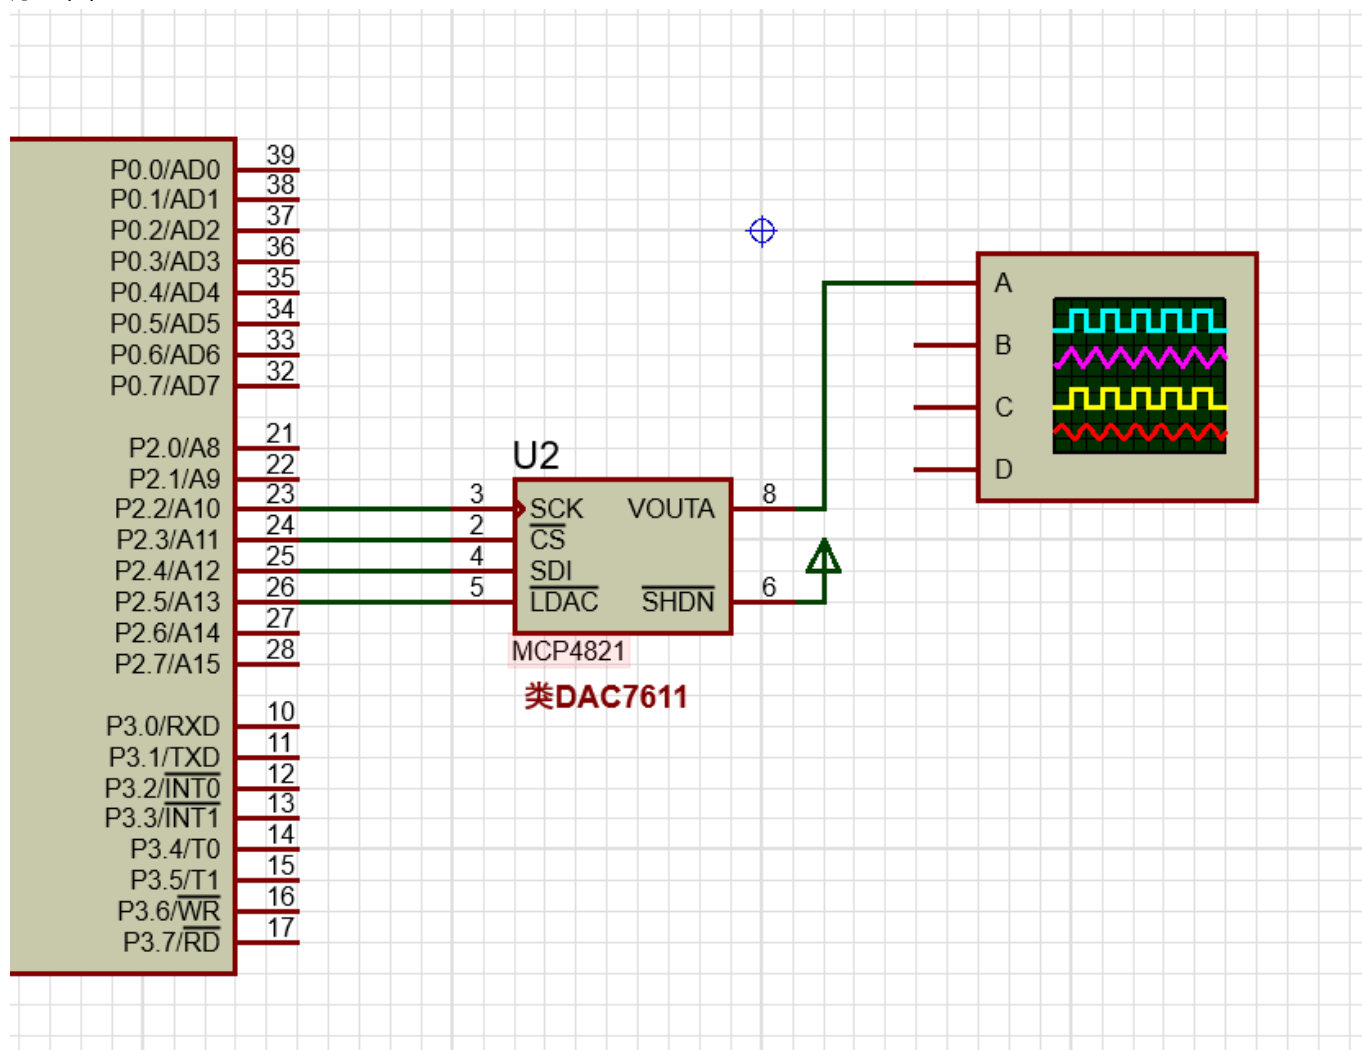 P0.0/AD0 39
P0.1/AD1 38
P0.2/AD2 37
P0.3/AD3 36
P0.4/AD4 35
P0.5/AD5 34
P0.6/AD6 33
P0.7/AD7 32
P2.0/A8 21
P2.1/A9 22
P2.2/A10 23
P2.3/A11 24
P2.4/A12 25
P2.5/A13 26
P2.6/A14 27
P2.7/A15 28
P3.0/RXD 10
P3.1/TXD 11
P3.2/INT0 12
P3.3/INT1 13
P3.4/T0 14
P3.5/T1 15
P3.6/WR 16
P3.7/RD 17
U2
3 SCK VOUTA 8
2 CS
4 SDI
5 LDAC SHDN 6
MCP4821
类DAC7611
A
B
C
D